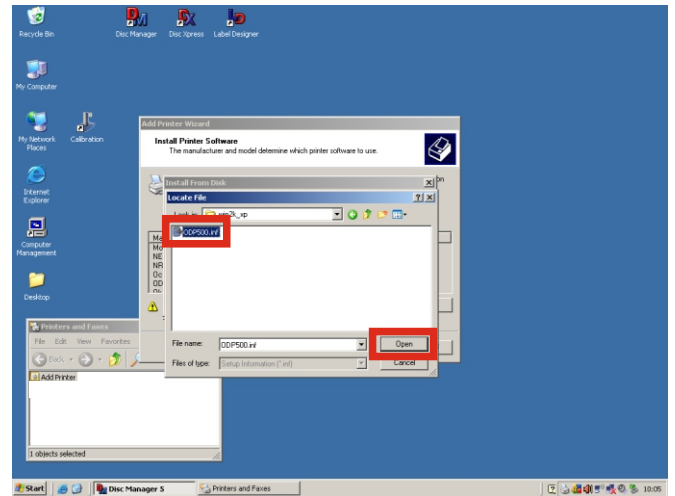 Recycle Bin
Disc Manager
Disc Xpress
Label Designer
My Computer
My Network
Places
Calibration
Internet
Explorer
Computer
Management
Desktop
Add Printer Wizard
Install Printer Software
The manufacturer and model determine which printer software to use.
Install From Disk
Locate File
Look in:
win2k_xp
ODP500.inf
File name:
ODP500.inf
Open
Files of type:
Setup Information (*.inf)
Cancel
Printers and Faxes
File Edit View Favorites
Back
Add Printer
1 objects selected
Start
Disc Manager S
Printers and Faxes
10:05